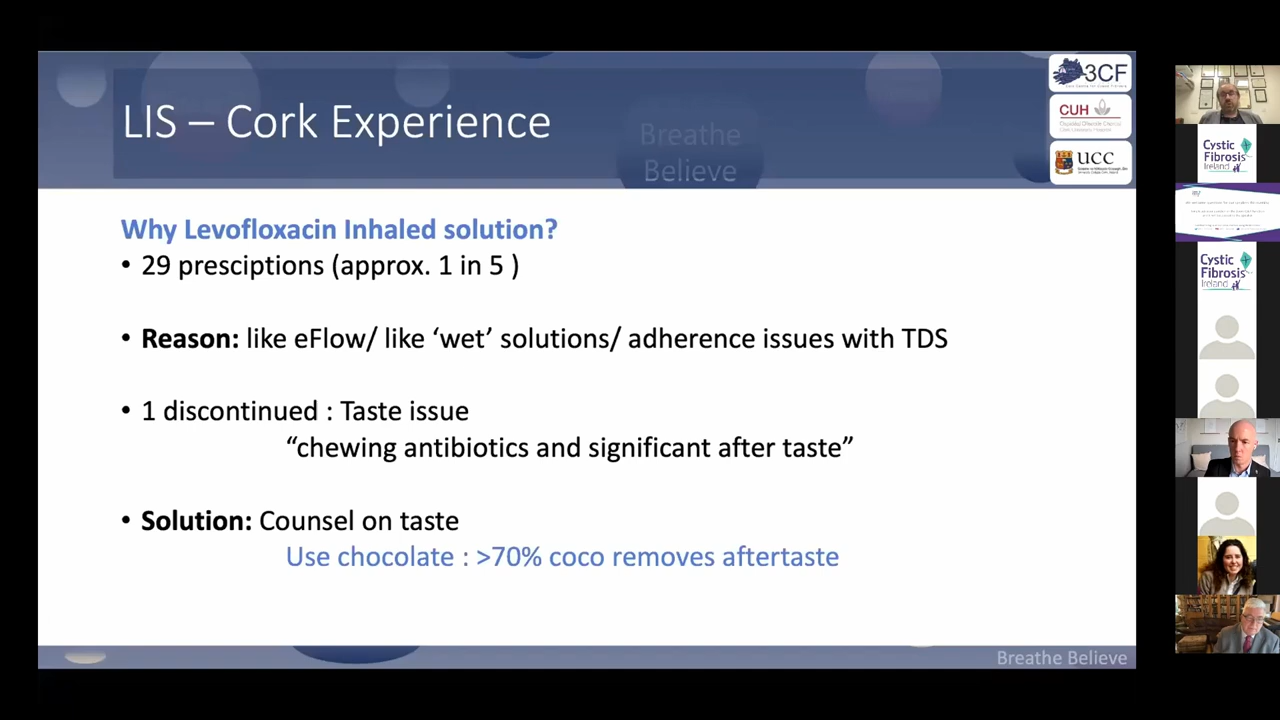 LIS – Cork Experience
Breathe
Believe
3CF
CUH
UCC
Why Levofloxacin Inhaled solution?
• 29 presciptions (approx. 1 in 5 )
• Reason: like eFlow/ like ‘wet’ solutions/ adherence issues with TDS
• 1 discontinued : Taste issue
“chewing antibiotics and significant after taste”
• Solution: Counsel on taste
Use chocolate : >70% coco removes aftertaste
Breathe Believe
Cystic
Fibrosis
Ireland
Cystic
Fibrosis
Ireland